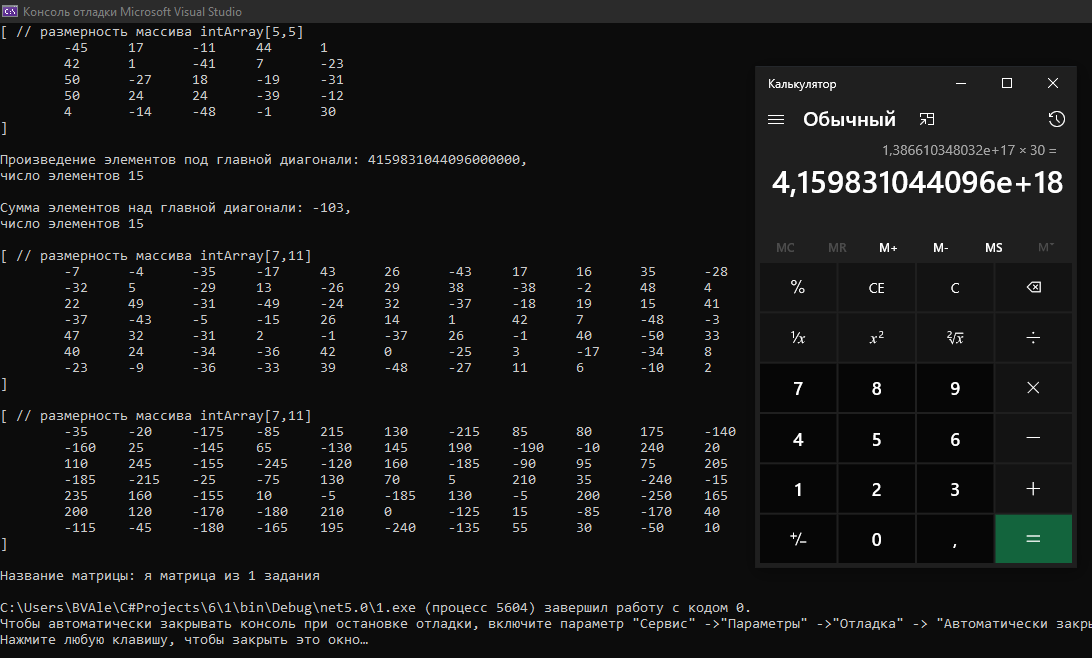 Консоль отладки Microsoft Visual Studio
[ // размерность массива intArray[5,5]
-45 17 -11 44 1
42 1 -41 7 -23
50 -27 18 -19 -31
50 24 24 -39 -12
4 -14 -48 -1 30
]
Произведение элементов под главной диагонали: 4159831044096000000,
число элементов 15
Сумма элементов над главной диагонали: -103,
число элементов 15
[ // размерность массива intArray[7,11]
-7 -4 -35 -17 43 26 -43 17 16 35 -28
-32 5 -29 13 -26 29 38 -38 -2 48 4
22 49 -31 -49 -24 32 -37 -18 19 15 41
-37 -43 -5 -15 26 14 1 42 7 -48 -3
47 32 -31 2 -1 -37 26 -1 40 -50 33
40 24 -34 -36 42 0 -25 3 -17 -34 8
-23 -9 -36 -33 39 -48 -27 11 6 -10 2
]
[ // размерность массива intArray[7,11]
-35 -20 -175 -85 215 130 -215 85 80 175 -140
-160 25 -145 65 -130 145 190 -190 -10 240 20
110 245 -155 -245 -120 160 -185 -90 95 75 205
-185 -215 -25 -75 130 70 5 210 35 -240 -15
235 160 -155 10 -5 -185 130 -5 200 -250 165
200 120 -170 -180 210 0 -125 15 -85 -170 40
-115 -45 -180 -165 195 -240 -135 55 30 -50 10
]
Название матрицы: я матрица из 1 задания
C:\Users\BVAle\C#Projects\6\1\bin\Debug\net5.0\1.exe (процесс 5604) завершил работу с кодом 0.
Чтобы автоматически закрывать консоль при остановке отладки, включите параметр "Сервис" ->"Параметры" ->"Отладка" -> "Автоматически закры
Нажмите любую клавишу, чтобы закрыть это окно…
Калькулятор
Обычный
1,386610348032e+17 × 30 =
4,159831044096e+18
MC MR M+ M- MS M˅
% CE C
¹/x x² ²√x ÷
7 8 9 ×
4 5 6 −
1 2 3 +
+/− 0 , =